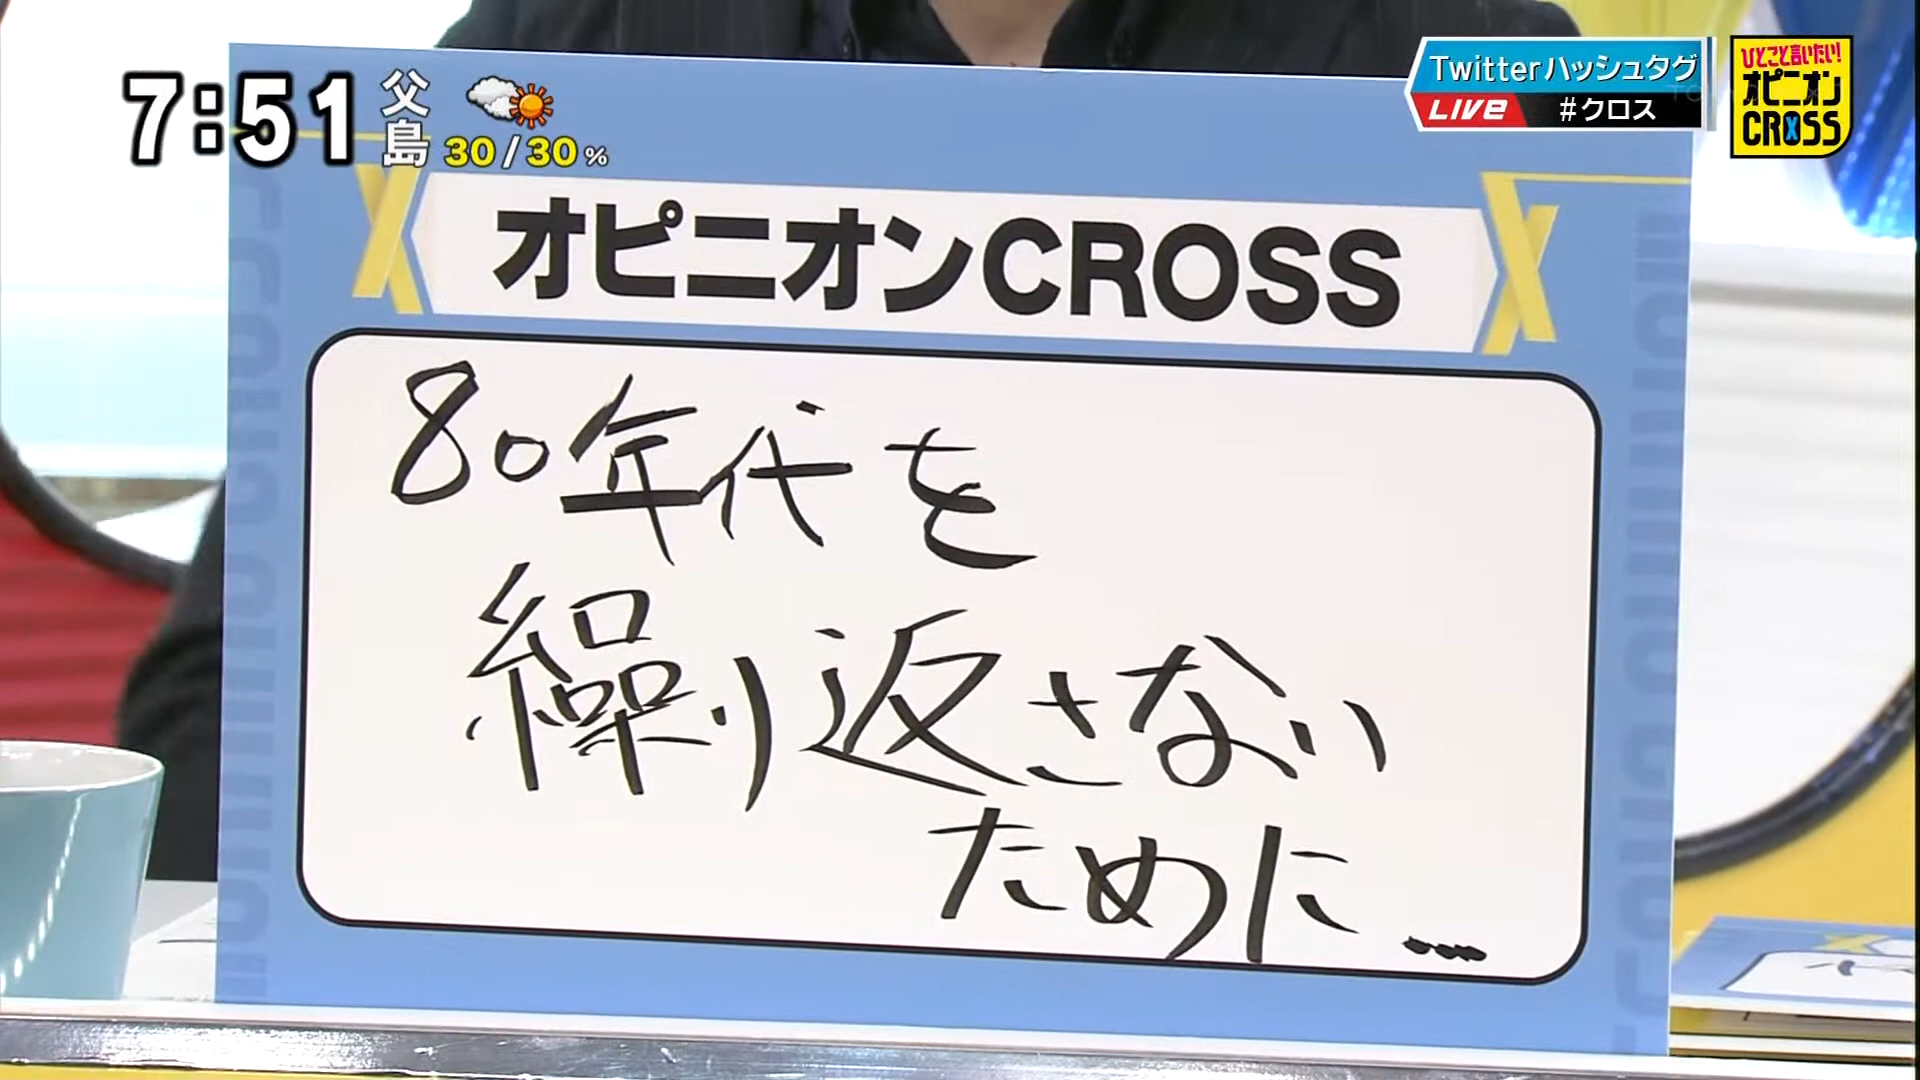 7:51
父島
30/30%
Twitterハッシュタグ
LIVE #クロス
ひとこと言いたい!
オピニオン
CROSS
オピニオンCROSS
80年代を
繰り返さない
ために…